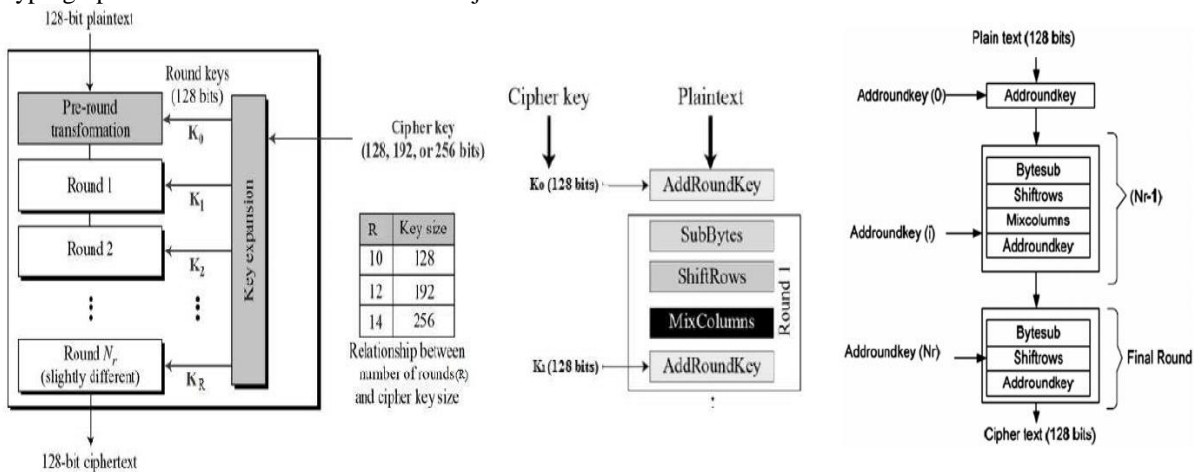 128-bit plaintext
Round keys
(128 bits)
Pre-round
transformation
K0
Round 1
K1
Round 2
K2
Round Nr
(slightly different)
KR
Key expansion
128-bit ciphertext
Cipher key
(128, 192, or 256 bits)
R Key size
10 128
12 192
14 256
Relationship between
number of rounds(R)
and cipher key size
Cipher key Plaintext
K0 (128 bits) AddRoundKey
SubBytes
ShiftRows
MixColumns
K1 (128 bits) AddRoundKey
Round 1
Plain text (128 bits)
Addroundkey (0) Addroundkey
Bytesub
Shiftrows
Mixcolumns
Addroundkey (i) Addroundkey
(Nr-1)
Bytesub
Addroundkey (Nr) Shiftrows
Addroundkey
Final Round
Cipher text (128 bits)